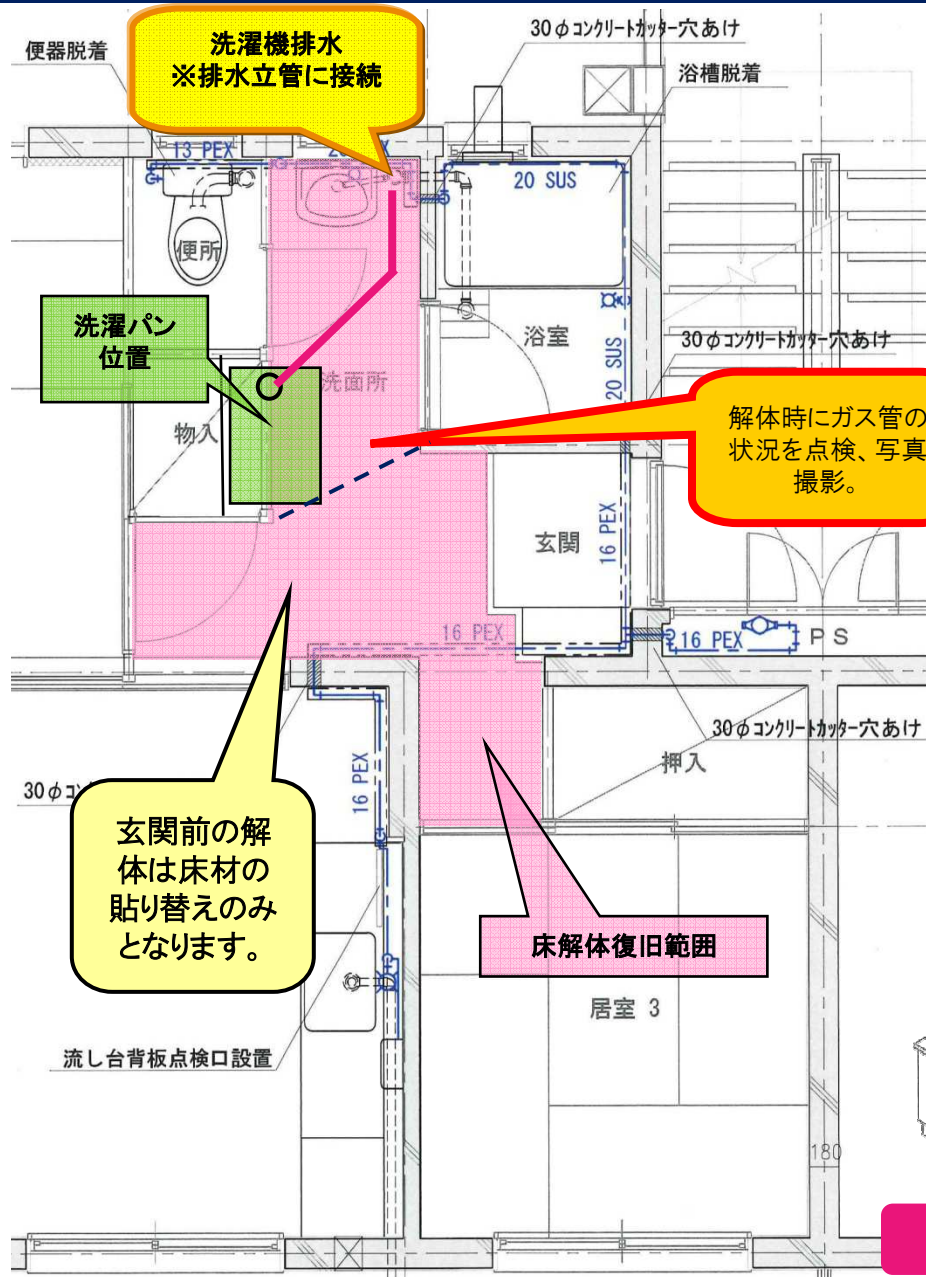 便器脱着
洗濯機排水
※排水立管に接続
30φコンクリートカッター穴あけ
浴槽脱着
13 PEX
20 SUS
便所
洗濯パン
位置
洗面所
浴室
20 SUS
30φコンクリートカッター穴あけ
物入
解体時にガス管の
状況を点検、写真
撮影。
玄関
16 PEX
16 PEX
16 PEX
PS
30φコンクリートカッター穴あけ
押入
16 PEX
30φコン
玄関前の解
体は床材の
貼り替えのみ
となります。
床解体復旧範囲
居室 3
流し台背板点検口設置
180